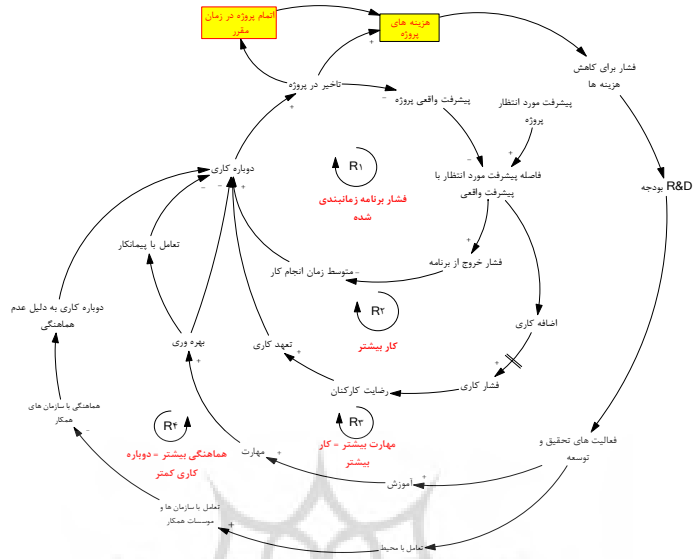 اتمام پروژه در زمان
مقرر
هزینه های
پروژه
+
+
فشار برای کاهش
هزینه ها
تاخیر در پروژه
+
-
پیشرفت واقعی پروژه
پیشرفت مورد انتظار
پروژه
-
+
R۱
فشار برنامه زمانبندی
شده
دوباره کاری
-
-
+
فاصله پیشرفت مورد انتظار با
پیشرفت واقعی
R&D بودجه
+
+
تعامل با پیمانکار
فشار خروج از برنامه
-
متوسط زمان انجام کار
R۲
کار بیشتر
دوباره کاری به دلیل عدم
هماهنگی
بهره وری
+
تعهد کاری
+
اضافه کاری
+
فشار کاری
رضایت کارکنان
-
هماهنگی با سازمان های
همکار
-
R۴
هماهنگی بیشتر = دوباره
کاری کمتر
R۳
مهارت بیشتر = کار
بیشتر
مهارت
+
آموزش
+
فعالیت های تحقیق و
توسعه
تعامل با سازمان ها و
موسسات همکار
+
تعامل با محیط